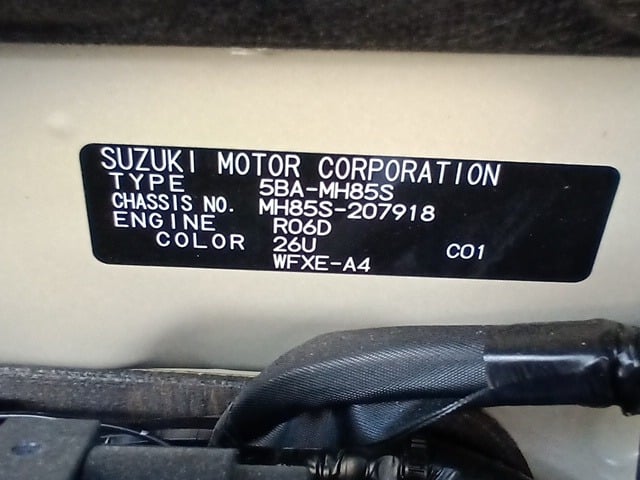 SUZUKI MOTOR CORPORATION
TYPE 5BA-MH85S
CHASSIS NO. MH85S-207918
ENGINE R06D
COLOR 26U C01
WFXE-A4